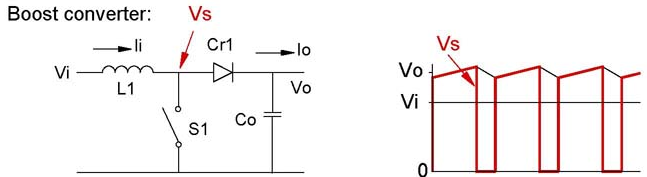 Boost converter: Vs
Ii Cr1 Io
Vi L1 Vo
S1 Co
Vs
Vo
Vi
0